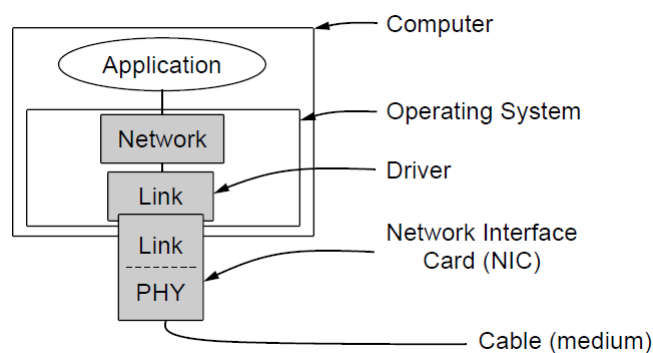 Computer
Application
Operating System
Network
Driver
Link
Link
Network Interface
Card (NIC)
PHY
Cable (medium)